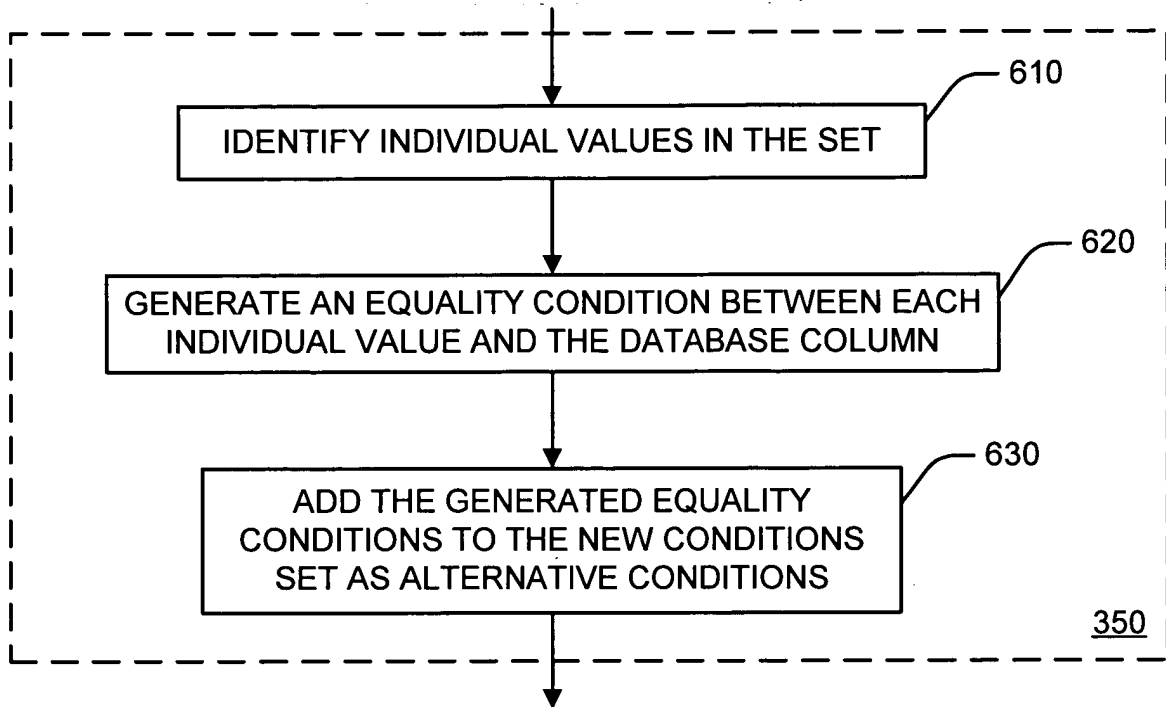 610
IDENTIFY INDIVIDUAL VALUES IN THE SET
620
GENERATE AN EQUALITY CONDITION BETWEEN EACH
INDIVIDUAL VALUE AND THE DATABASE COLUMN
630
ADD THE GENERATED EQUALITY
CONDITIONS TO THE NEW CONDITIONS
SET AS ALTERNATIVE CONDITIONS
350